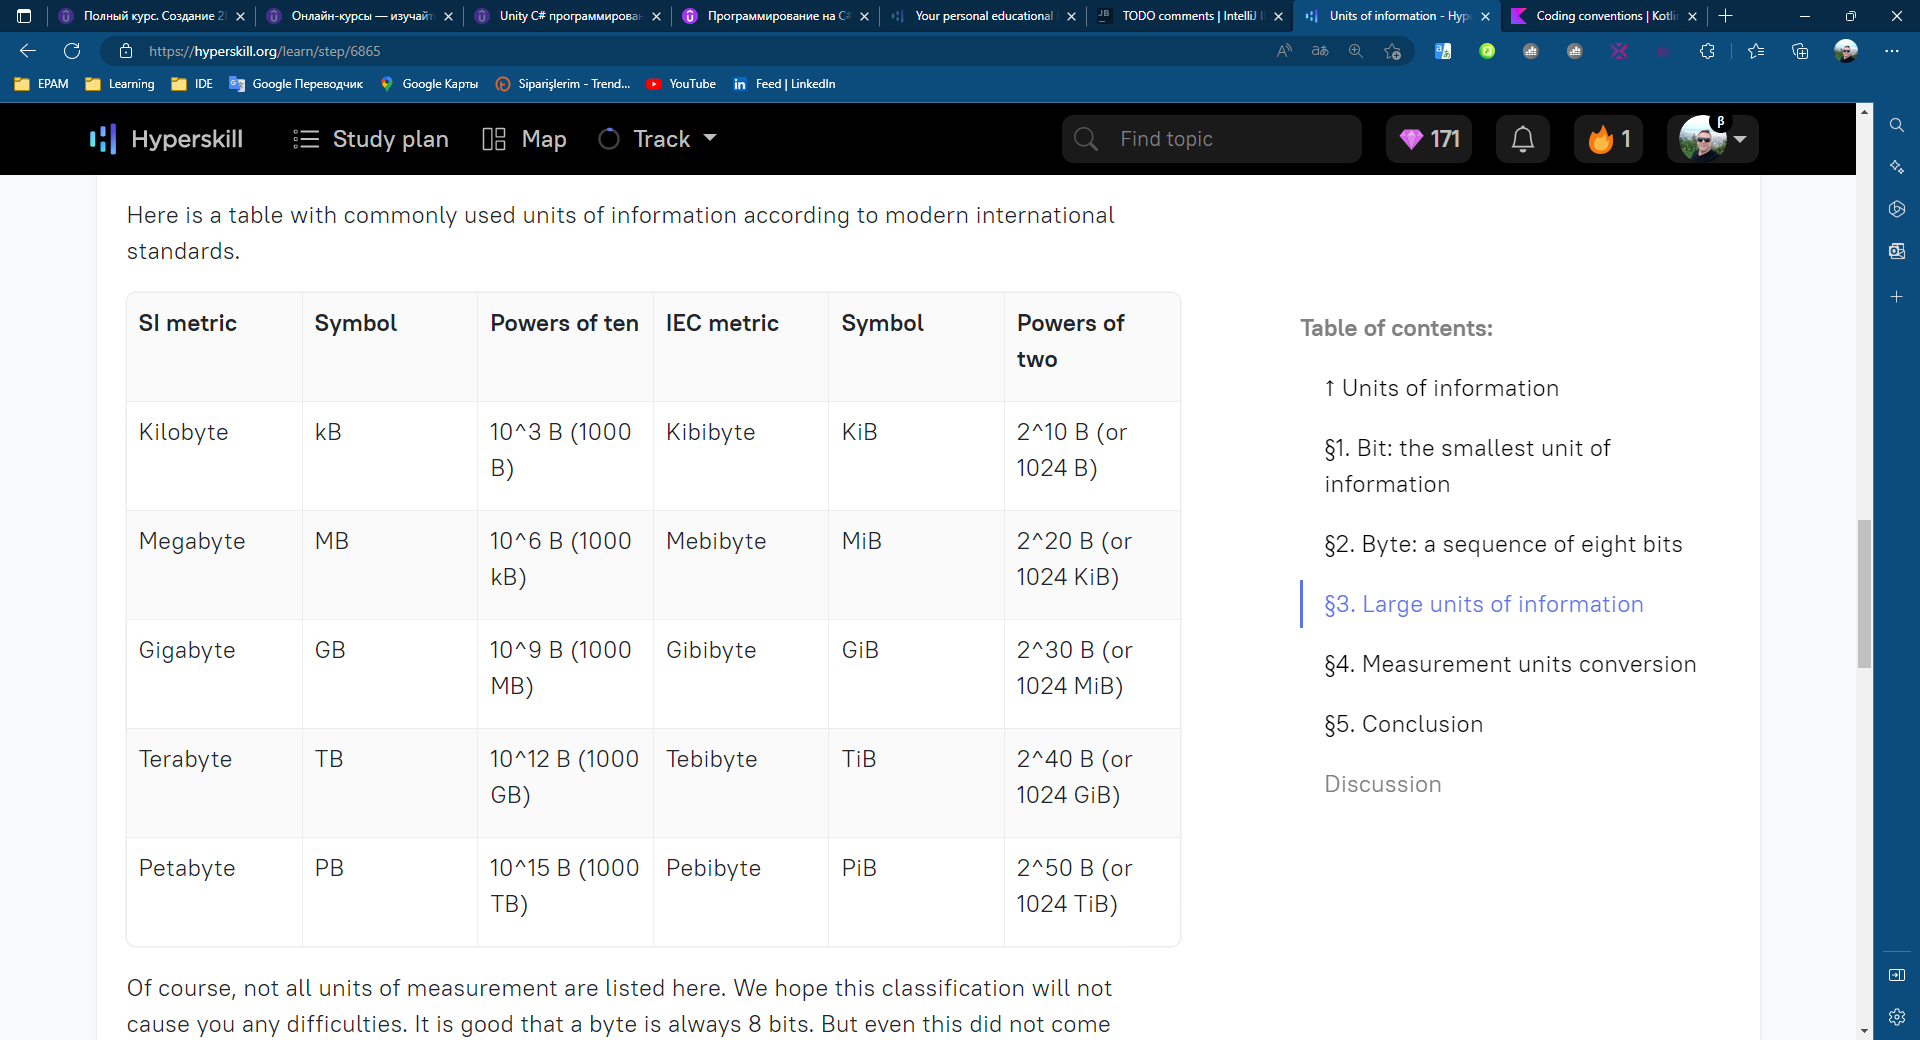 Полный курс. Создание 2
Онлайн-курсы — изучайт
Unity C# программирова
Программирование на C
Your personal educational
TODO comments | IntelliJ I
Units of information - Hyp
Coding conventions | Kotli
https://hyperskill.org/learn/step/6865
EPAM
Learning
IDE
Google Переводчик
Google Карты
Siparişlerim - Trend...
YouTube
Feed | LinkedIn
Hyperskill
Study plan
Map
Track
Find topic
171
1
β
Here is a table with commonly used units of information according to modern international
standards.
SI metric Symbol Powers of ten IEC metric Symbol Powers of
two
Kilobyte kB 10^3 B (1000 Kibibyte KiB 2^10 B (or
B) 1024 B)
Megabyte MB 10^6 B (1000 Mebibyte MiB 2^20 B (or
kB) 1024 KiB)
Gigabyte GB 10^9 B (1000 Gibibyte GiB 2^30 B (or
MB) 1024 MiB)
Terabyte TB 10^12 B (1000 Tebibyte TiB 2^40 B (or
GB) 1024 GiB)
Petabyte PB 10^15 B (1000 Pebibyte PiB 2^50 B (or
TB) 1024 TiB)
Of course, not all units of measurement are listed here. We hope this classification will not
cause you any difficulties. It is good that a byte is always 8 bits. But even this did not come
Table of contents:
↑ Units of information
§1. Bit: the smallest unit of
information
§2. Byte: a sequence of eight bits
§3. Large units of information
§4. Measurement units conversion
§5. Conclusion
Discussion